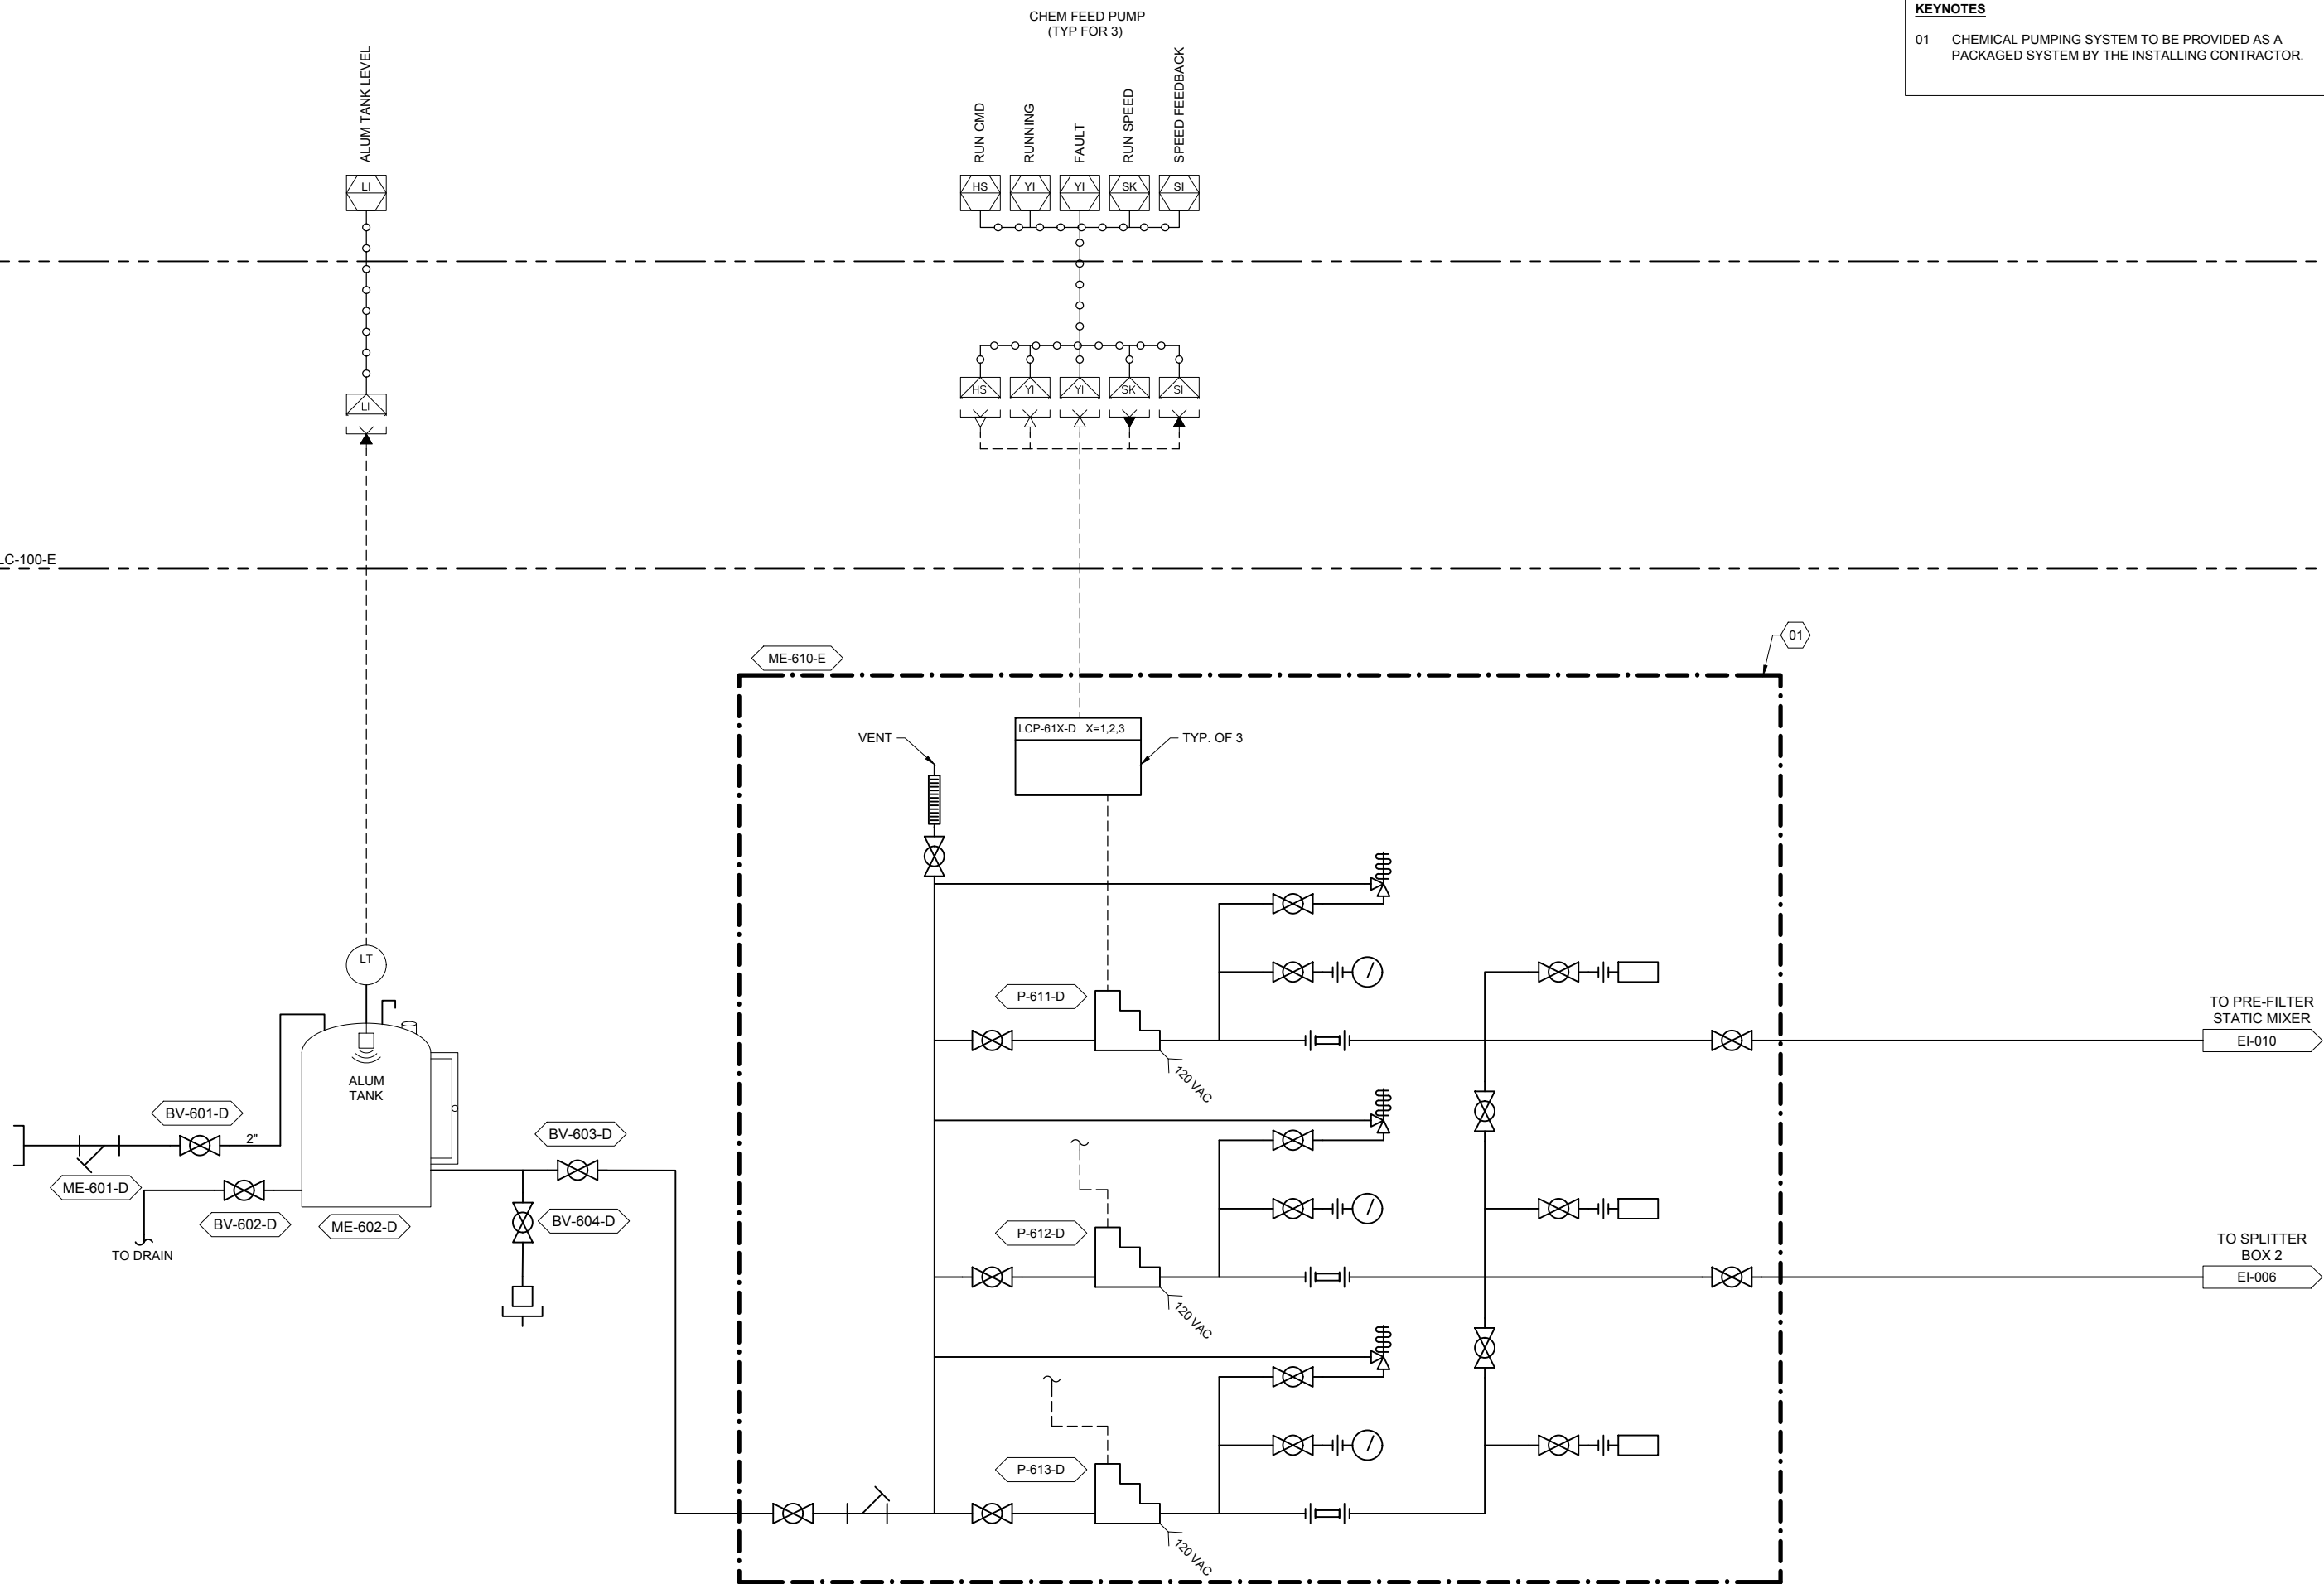 CHEM FEED PUMP
(TYP FOR 3)
KEYNOTES
01 CHEMICAL PUMPING SYSTEM TO BE PROVIDED AS A
PACKAGED SYSTEM BY THE INSTALLING CONTRACTOR.
ALUM TANK LEVEL
RUN CMD
RUNNING
FAULT
RUN SPEED
SPEED FEEDBACK
LI
HS
YI
YI
SK
SI
HS
YI
YI
SK
SI
LI
LC-100-E
01
ME-610-E
LCP-61X-D X=1,2,3
VENT
TYP. OF 3
LT
P-611-D
TO PRE-FILTER
STATIC MIXER
EI-010
120 VAC
ALUM
TANK
BV-601-D
2"
BV-603-D
ME-601-D
BV-602-D
ME-602-D
BV-604-D
TO DRAIN
P-612-D
TO SPLITTER
BOX 2
EI-006
120 VAC
P-613-D
120 VAC